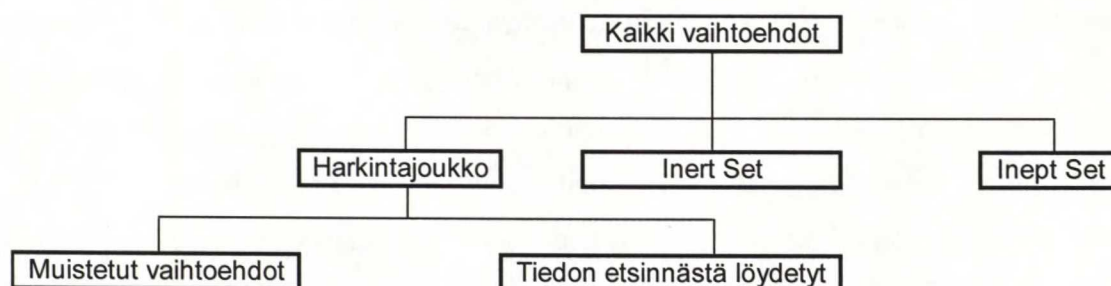 Kaikki vaihtoehdot
Harkintajoukko
Inert Set
Inept Set
Muistetut vaihtoehdot
Tiedon etsinnästä löydetyt